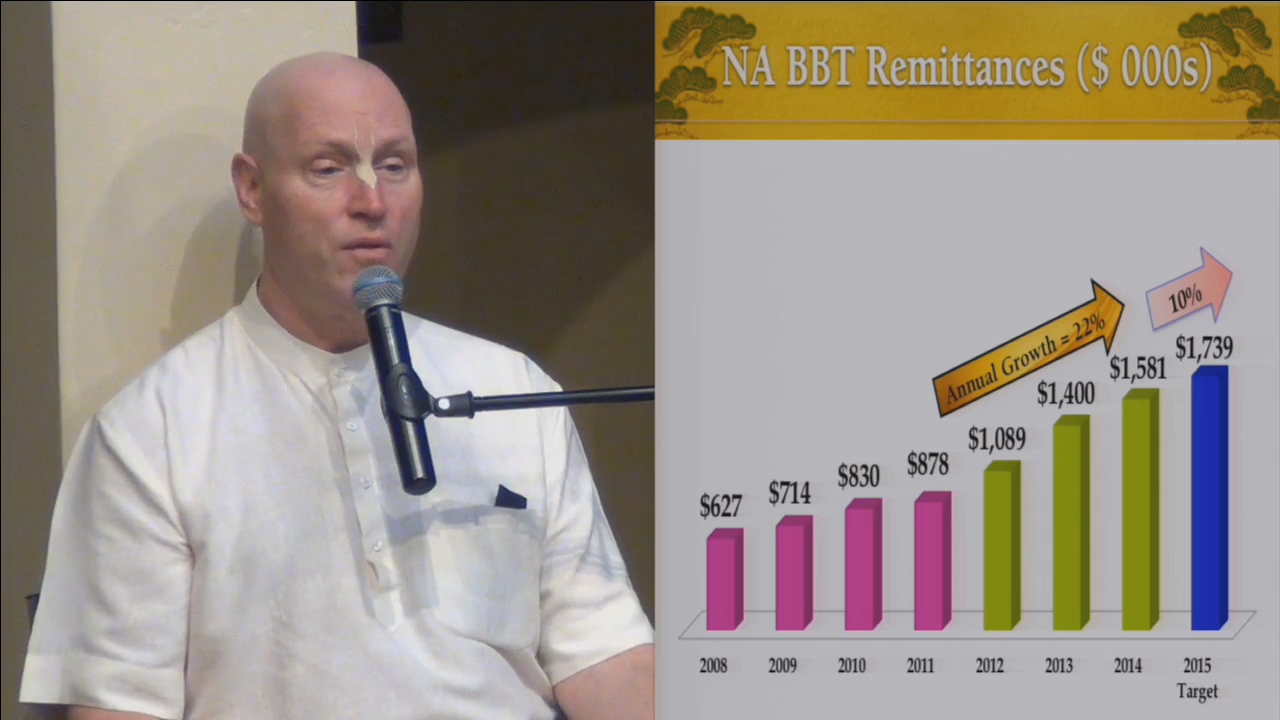 NA BBT Remittances ($ 000s)
10%
Annual Growth = 22%
$1,739
$1,581
$1,400
$1,089
$878
$830
$714
$627
2008 2009 2010 2011 2012 2013 2014 2015
Target